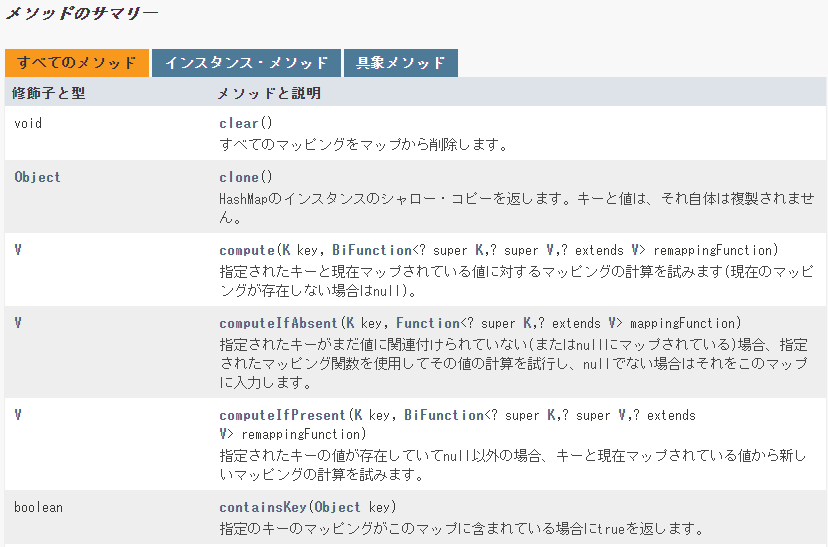 メソッドのサマリー
すべてのメソッド インスタンス・メソッド 具象メソッド
修飾子と型 メソッドと説明
void clear()
すべてのマッピングをマップから削除します。
Object clone()
HashMapのインスタンスのシャロー・コピーを返します。キーと値は、それ自体は複製されませ
ん。
V compute(K key, BiFunction<? super K,? super V,? extends V> remappingFunction)
指定されたキーと現在マップされている値に対するマッピングの計算を試みます(現在のマッピ
ングが存在しない場合はnull)。
V computeIfAbsent(K key, Function<? super K,? extends V> mappingFunction)
指定されたキーがまだ値に関連付けられていない(またはnullにマップされている)場合、指定
されたマッピング関数を使用してその値の計算を試行し、nullでない場合はそれをこのマップ
に入力します。
V computeIfPresent(K key, BiFunction<? super K,? super V,? extends
V> remappingFunction)
指定されたキーの値が存在していてnull以外の場合、キーと現在マップされている値から新し
いマッピングの計算を試みます。
boolean containsKey(Object key)
指定のキーのマッピングがこのマップに含まれている場合にtrueを返します。